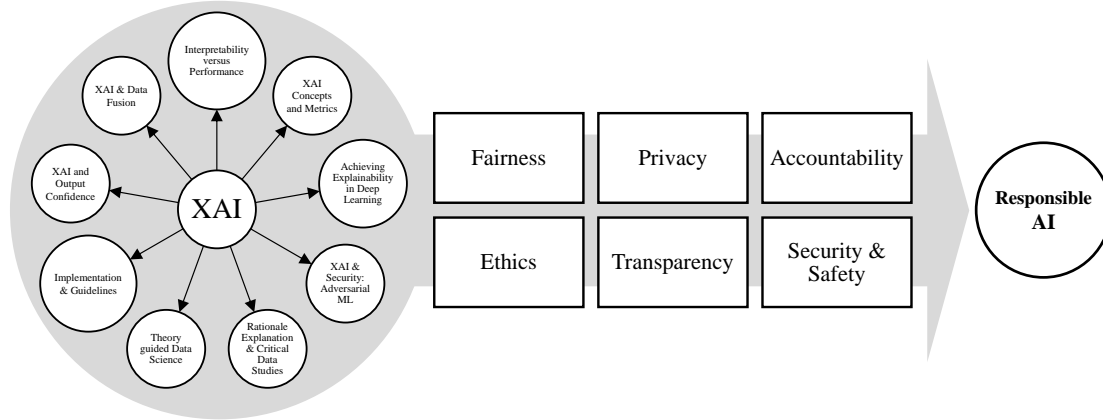 Interpretability
versus
Performance
XAI
Concepts
and Metrics
Achieving
Explainability
in Deep
Learning
XAI &
Security:
Adversarial
ML
Rationale
Explanation
& Critical
Data
Studies
Theory
guided Data
Science
Implementation
& Guidelines
XAI and
Output
Confidence
XAI & Data
Fusion
XAI
Fairness
Privacy
Accountability
Ethics
Transparency
Security &
Safety
Responsible
AI